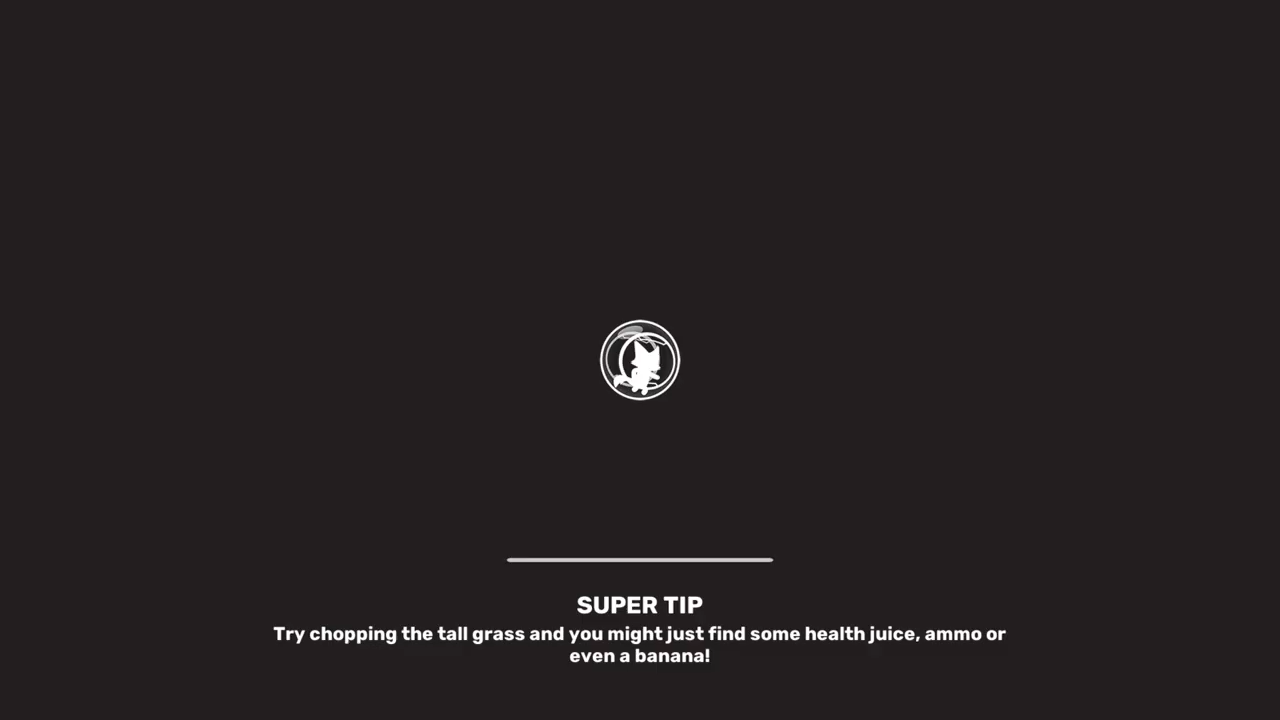 SUPER TIP
Try chopping the tall grass and you might just find some health juice, ammo or
even a banana!